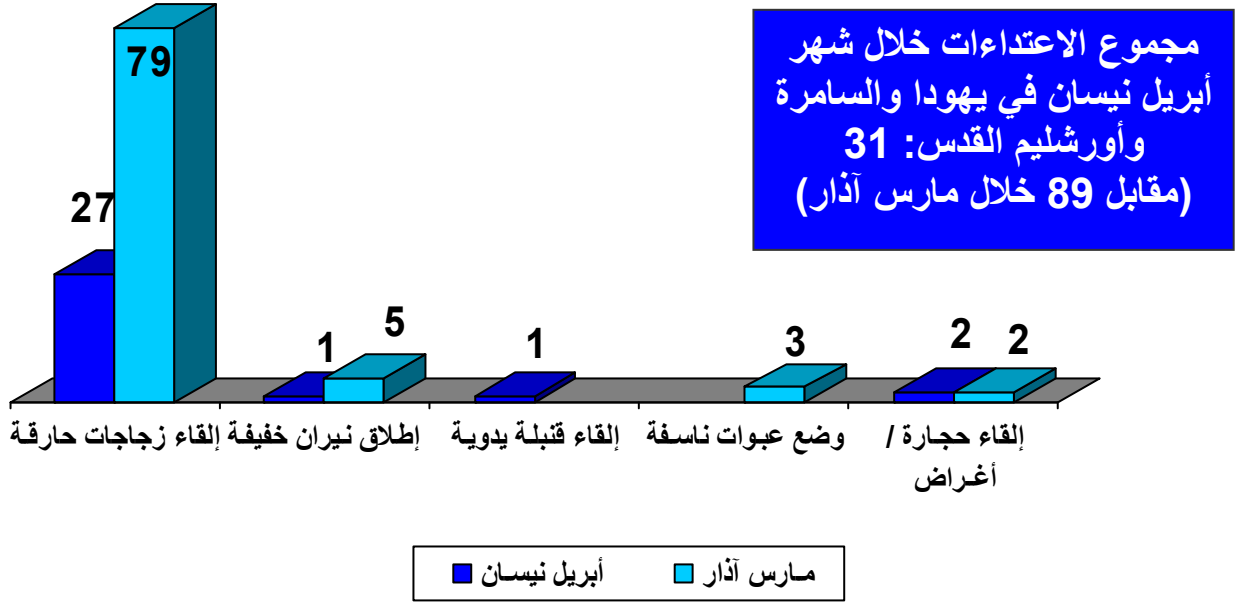 مجموع الاعتداءات خلال شهر
أبريل نيسان في يهودا والسامرة
وأورشليم القدس: 31
(مقابل 89 خلال مارس آذار)
79
27
1
5
1
3
2
2
إلقاء زجاجات حارقة
إطلاق نيران خفيفة
إلقاء قنبلة يدوية
وضع عبوات ناسفة
إلقاء حجارة /
أغراض
أبريل نيسان
مارس آذار